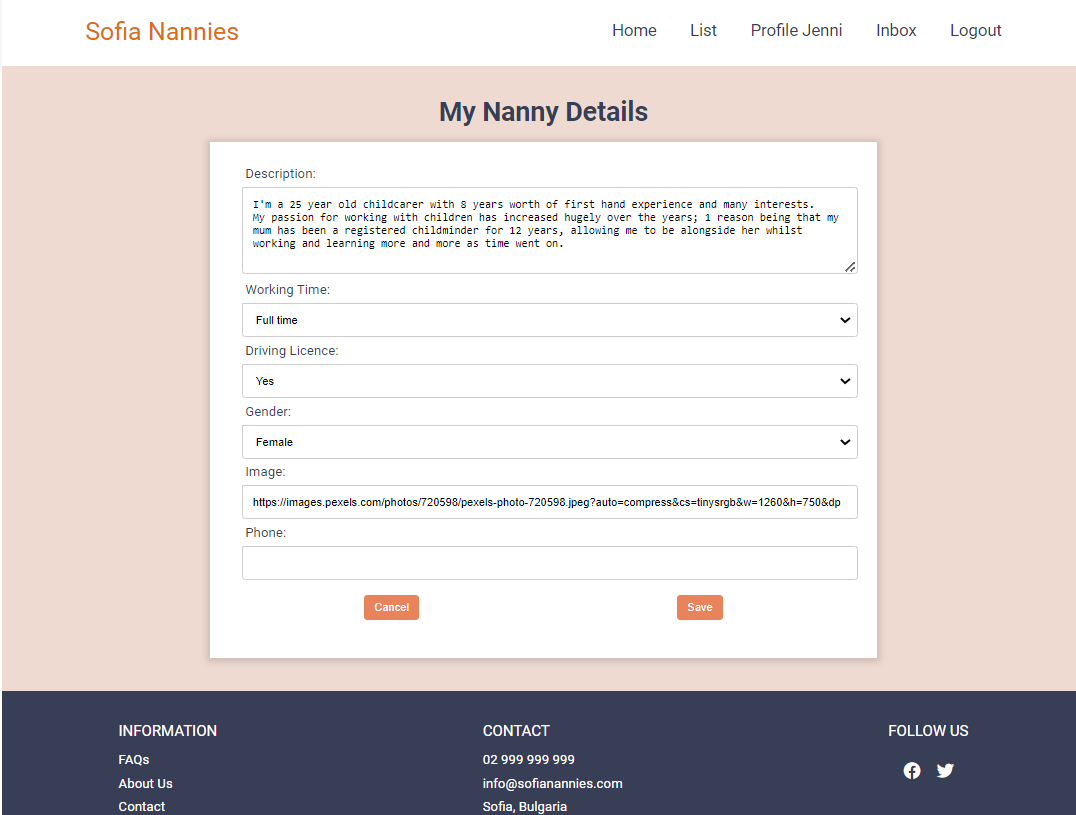 Sofia Nannies
Home List Profile Jenni Inbox Logout
My Nanny Details
Description:
I'm a 25 year old childcarer with 8 years worth of first hand experience and many interests.
My passion for working with children has increased hugely over the years; 1 reason being that my
mum has been a registered childminder for 12 years, allowing me to be alongside her whilst
working and learning more and more as time went on.
Working Time:
Full time
Driving Licence:
Yes
Gender:
Female
Image:
https://images.pexels.com/photos/720598/pexels-photo-720598.jpeg?auto=compress&cs=tinysrgb&w=1260&h=750&dp
Phone:
Cancel Save
INFORMATION
FAQs
About Us
Contact
CONTACT
02 999 999 999
info@sofianannies.com
Sofia, Bulgaria
FOLLOW US